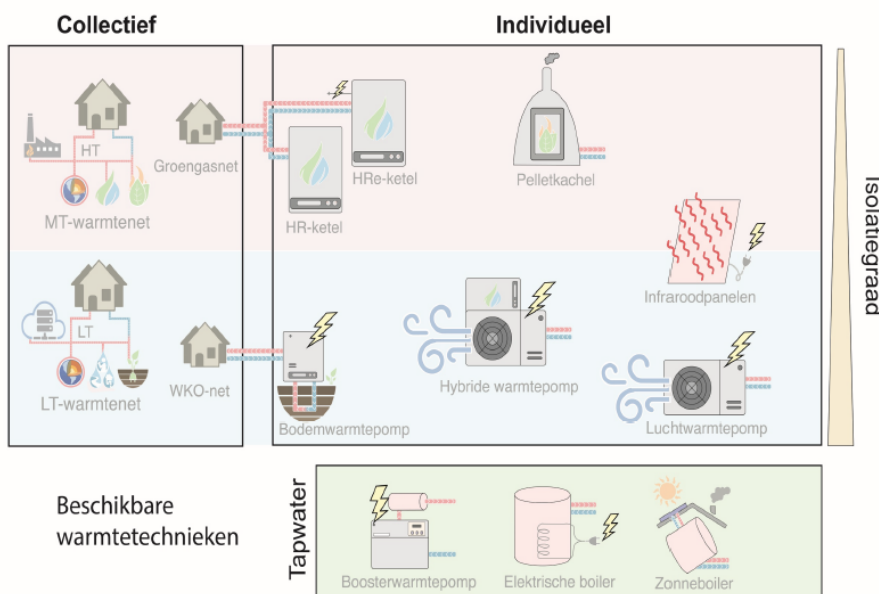 Collectief
Individueel
HT
MT-warmtenet
Groengasnet
HRe-ketel
HR-ketel
Pelletkachel
Infraroodpanelen
Isolatiegraad
LT
LT-warmtenet
WKO-net
Bodemwarmtepomp
Hybride warmtepomp
Luchtwarmtepomp
Beschikbare
warmtetechnieken
Tapwater
Boosterwarmtepomp
Elektrische boiler
Zonneboiler